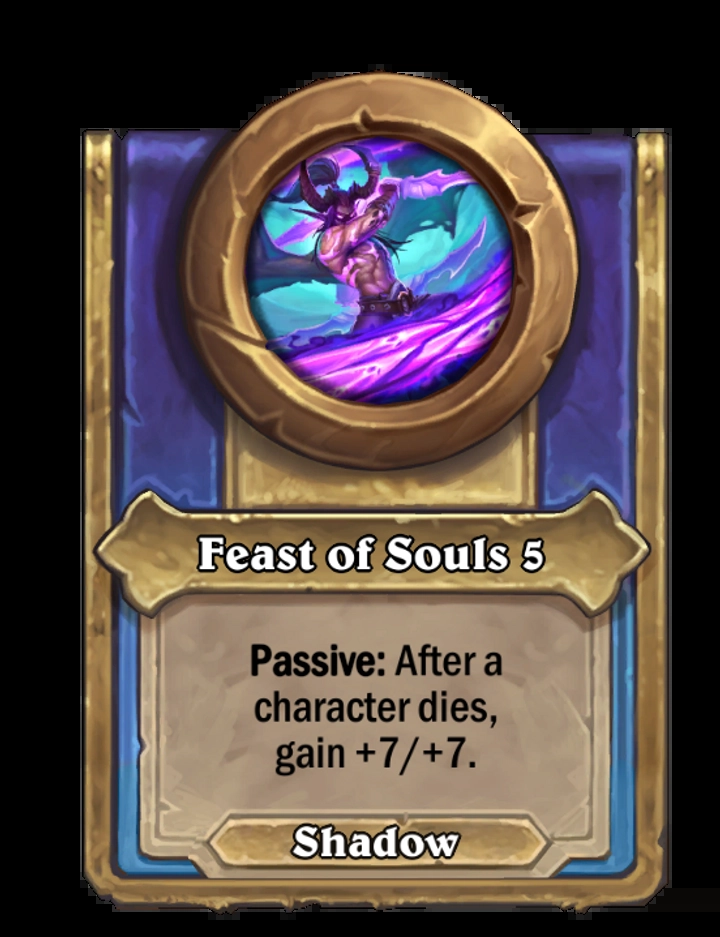 Feast of Souls 5
Passive: After a
character dies,
gain +7/+7.
Shadow